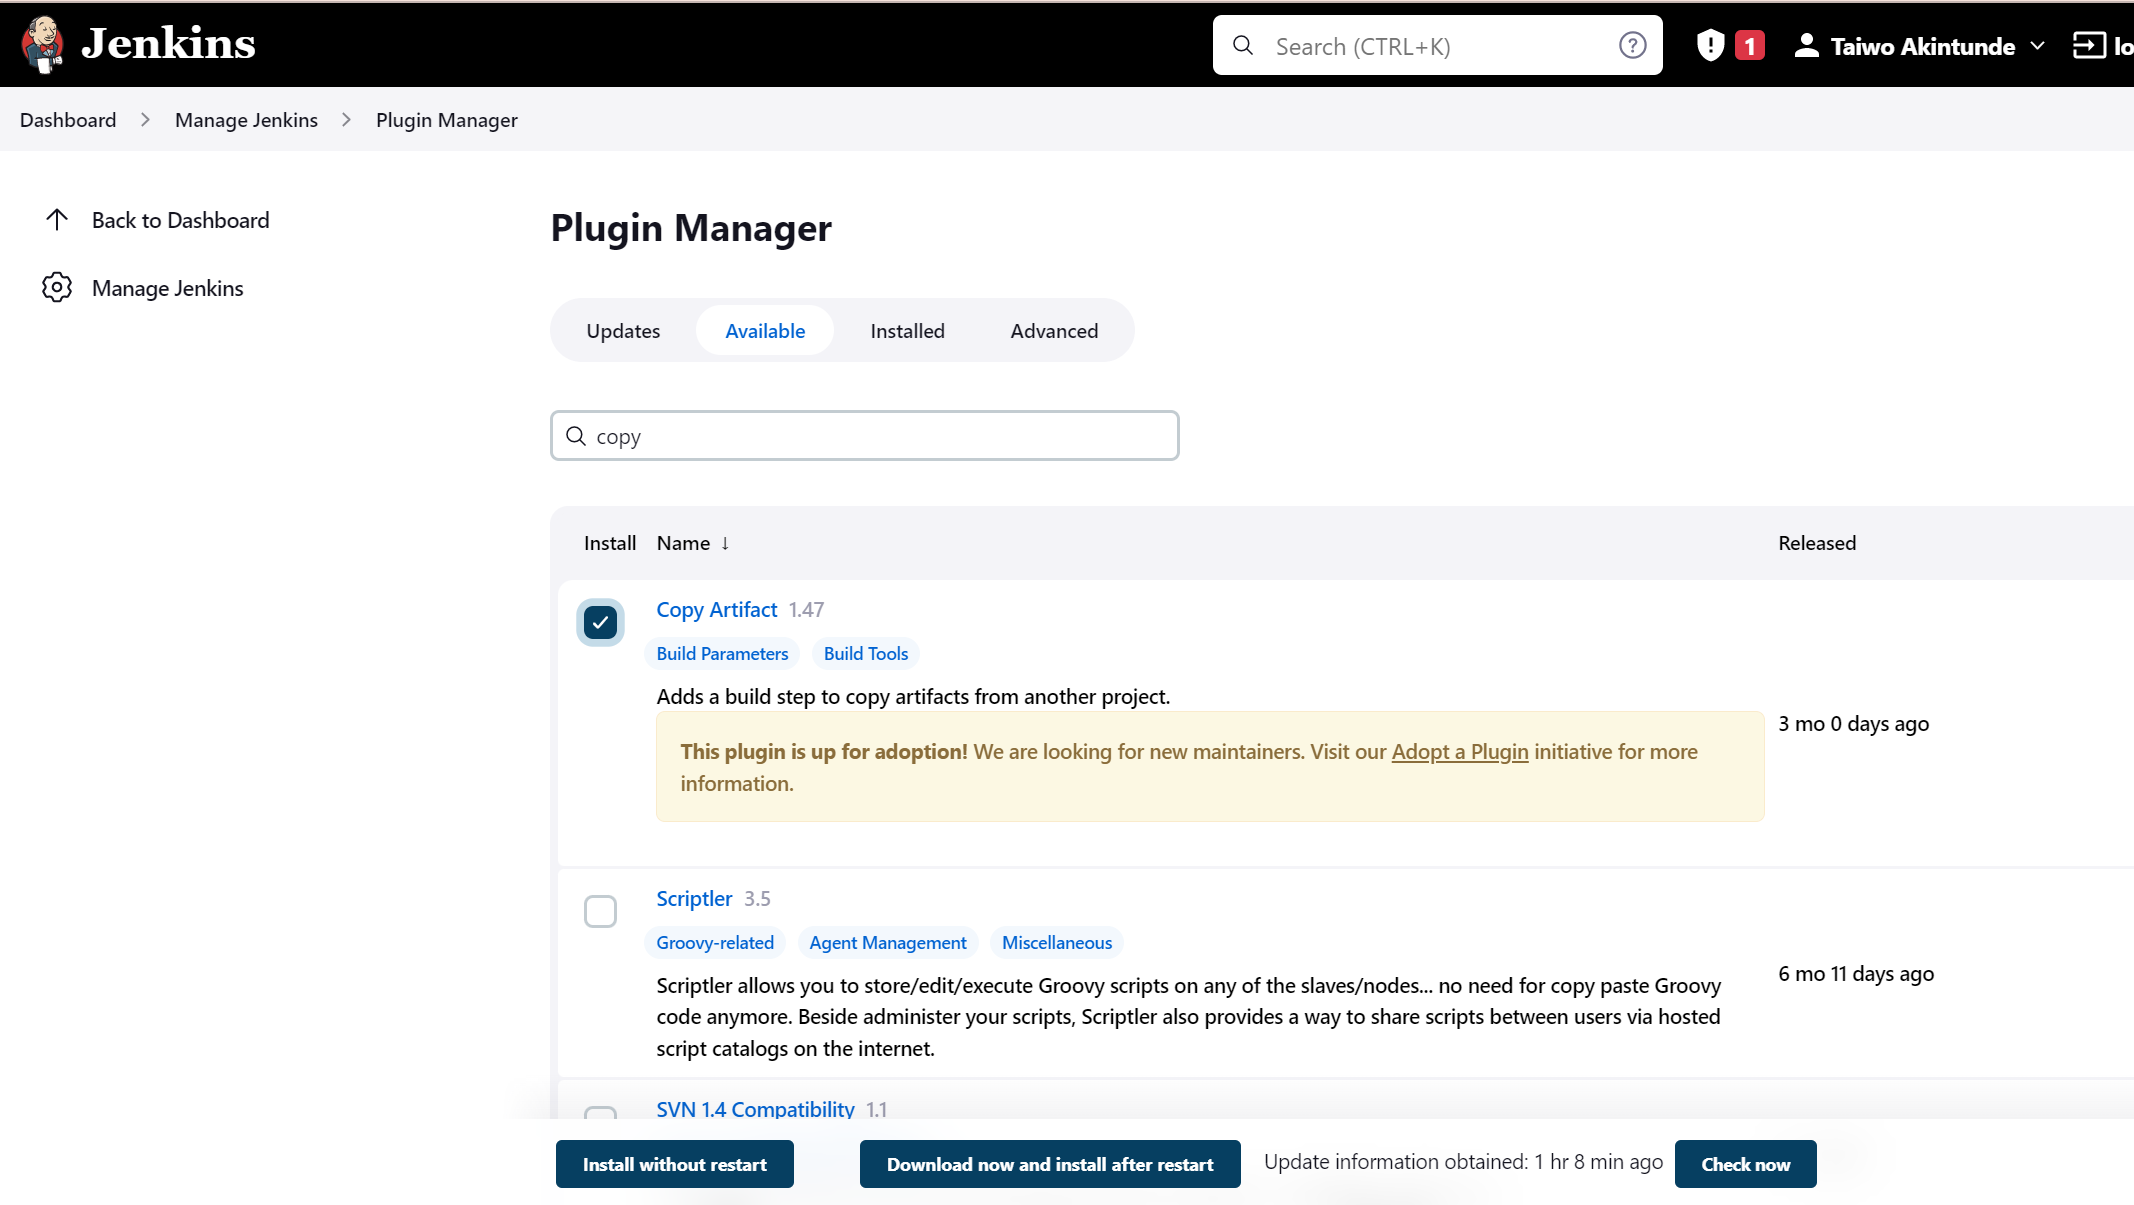 Jenkins
Search (CTRL+K)
1
Taiwo Akintunde
Dashboard
Manage Jenkins
Plugin Manager
Back to Dashboard
Manage Jenkins
Plugin Manager
Updates
Available
Installed
Advanced
copy
Install Name ↓ Released
Copy Artifact 1.47
Build Parameters Build Tools
Adds a build step to copy artifacts from another project.
3 mo 0 days ago
This plugin is up for adoption! We are looking for new maintainers. Visit our Adopt a Plugin initiative for more
information.
Scriptler 3.5
Groovy-related Agent Management Miscellaneous
6 mo 11 days ago
Scriptler allows you to store/edit/execute Groovy scripts on any of the slaves/nodes... no need for copy paste Groovy
code anymore. Beside administer your scripts, Scriptler also provides a way to share scripts between users via hosted
script catalogs on the internet.
SVN 1.4 Compatibility 1.1
Install without restart
Download now and install after restart
Update information obtained: 1 hr 8 min ago
Check now